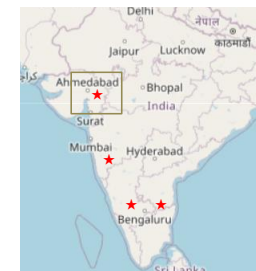 Delhi
नेपाल
Jaipur
Lucknow
काठमाडौं
Ahmedabad
Bhopal
India
Surat
Mumbai
Hyderabad
Bengaluru
Sri Lanka